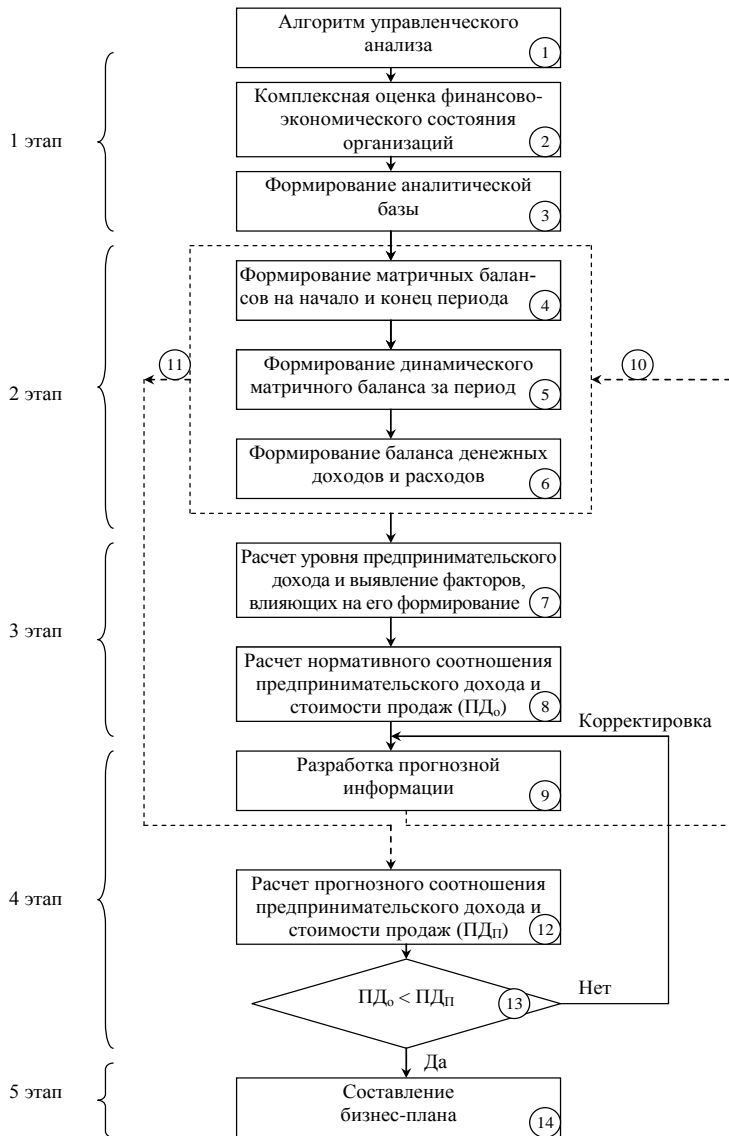 Алгоритм управленческого
анализа
1
Комплексная оценка финансово-
экономического состояния
организаций
2
1 этап
Формирование аналитической
базы
3
Формирование матричных балан-
сов на начало и конец периода
4
11
10
Формирование динамического
матричного баланса за период
5
2 этап
Формирование баланса денежных
доходов и расходов
6
Расчет уровня предпринимательского
дохода и выявление факторов,
влияющих на его формирование
7
3 этап
Расчет нормативного соотношения
предпринимательского дохода и
стоимости продаж (ПДо)
8
Корректировка
Разработка прогнозной
информации
9
4 этап
Расчет прогнозного соотношения
предпринимательского дохода и
стоимости продаж (ПДП)
12
ПДо < ПДП
13
Нет
Да
5 этап
Составление
бизнес-плана
14